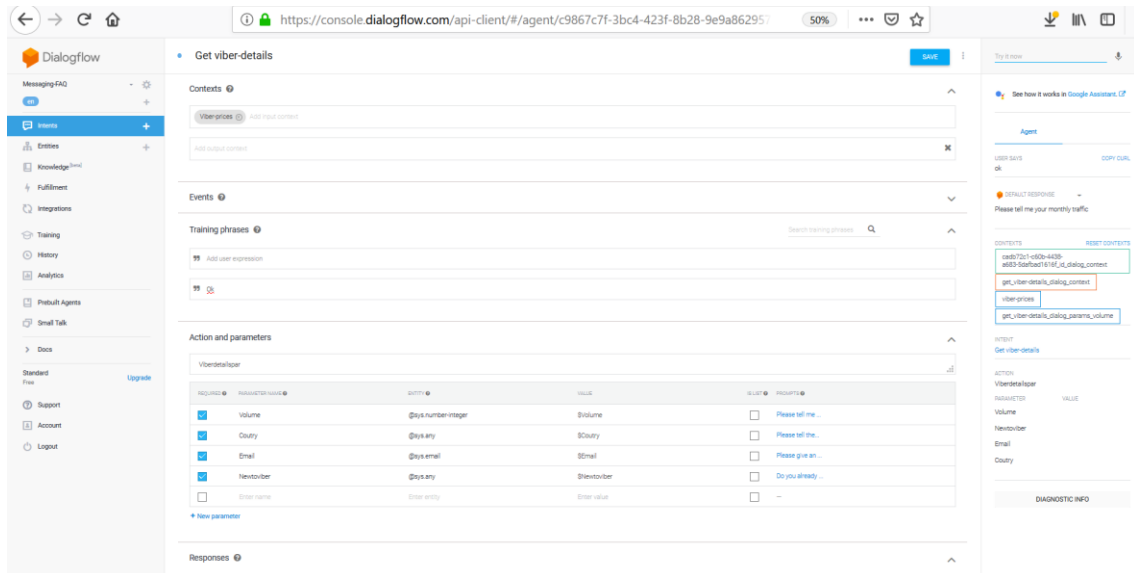 https://console.dialogflow.com/api-client/#/agent/c9867c7f-3bc4-423f-8b28-9e9a862957
50%
Dialogflow
Messaging-FAQ
en
Intents
Entities
Knowledge [beta]
Fulfillment
Integrations
Training
History
Analytics
Prebuilt Agents
Small Talk
Docs
Standard
Free
Upgrade
Support
Account
Logout
Get viber-details
SAVE
Contexts
Viber-prices Add input context
Add output context
Events
Training phrases
Search training phrases
Add user expression
Ok
Action and parameters
Viberdetailspar
REQUIRED PARAMETER NAME ENTITY VALUE IS LIST PROMPTS
Volume @sys.number-integer $Volume Please tell me ...
Coutry @sys.any $Coutry Please tell the...
Email @sys.email $Email Please give an ...
Newtoviber @sys.any $Newtoviber Do you already ...
Enter name Enter entity Enter value —
+ New parameter
Responses
Try it now
See how it works in Google Assistant.
Agent
USER SAYS COPY CURL
ok
DEFAULT RESPONSE
Please tell me your monthly traffic
CONTEXTS RESET CONTEXTS
cadb72c1-c60b-4438-
a683-5dafbad1616f_id_dialog_context
get_viber-details_dialog_context
viber-prices
get_viber-details_dialog_params_volume
INTENT
Get viber-details
ACTION
Viberdetailspar
PARAMETER VALUE
Volume
Newtoviber
Email
Coutry
DIAGNOSTIC INFO